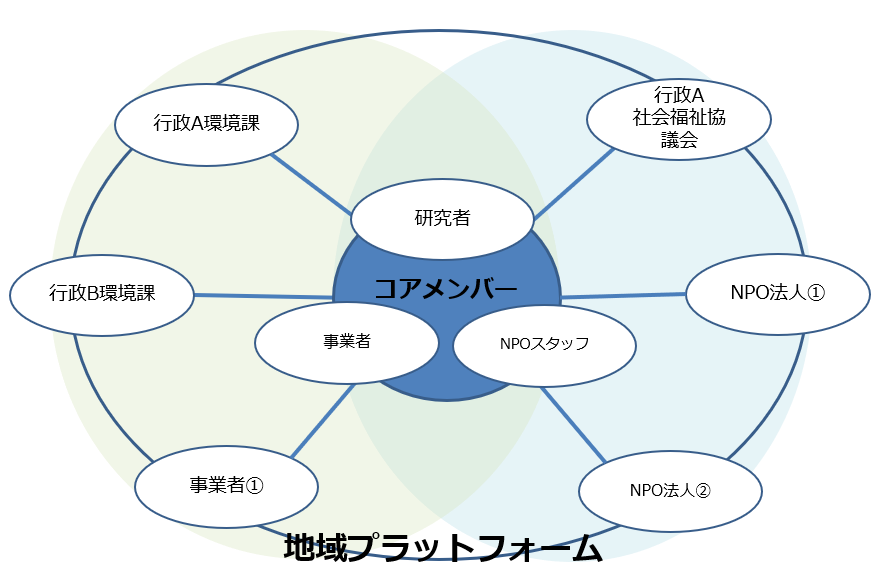 行政A環境課
行政A
社会福祉協
議会
研究者
コアメンバー
行政B環境課
NPO法人①
事業者
NPOスタッフ
事業者①
NPO法人②
地域プラットフォーム